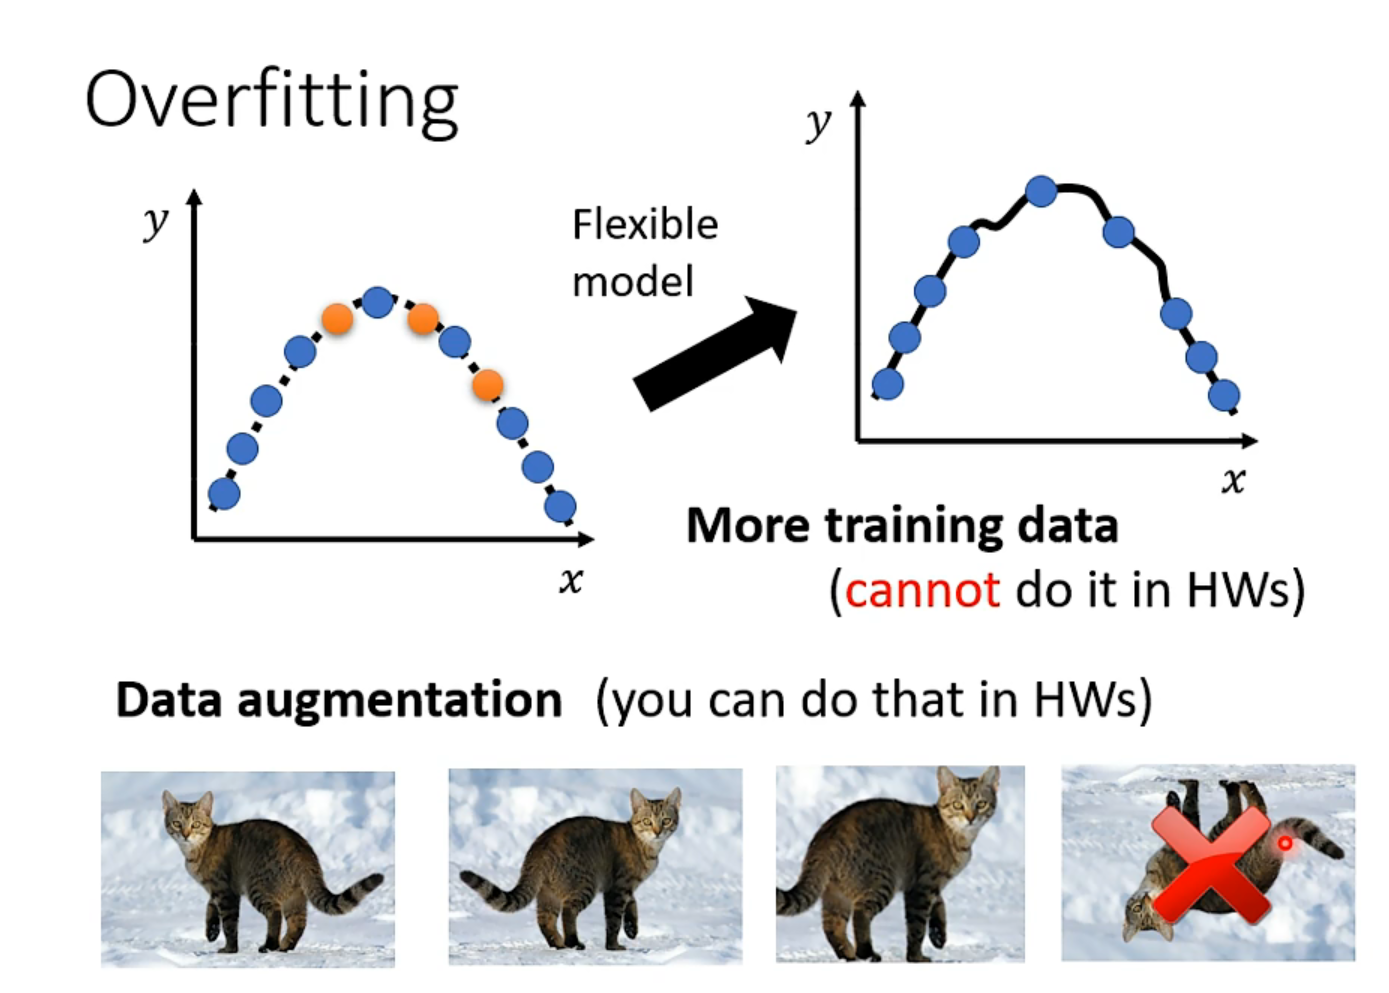 Overfitting
y
x
Flexible
model
y
x
More training data
(cannot do it in HWs)
Data augmentation (you can do that in HWs)